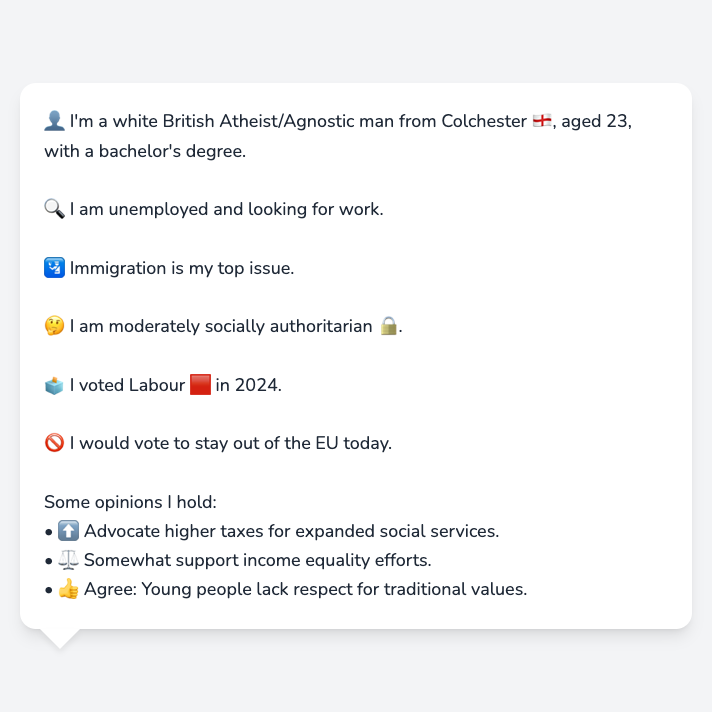 👤 I'm a white British Atheist/Agnostic man from Colchester 🏴󠁧󠁢󠁥󠁮󠁧󠁿, aged 23,
with a bachelor's degree.
🔍 I am unemployed and looking for work.
🛂 Immigration is my top issue.
🤔 I am moderately socially authoritarian 🔒.
🗳️ I voted Labour 🟥 in 2024.
🚫 I would vote to stay out of the EU today.
Some opinions I hold:
• ⬆️ Advocate higher taxes for expanded social services.
• ⚖️ Somewhat support income equality efforts.
• 👍 Agree: Young people lack respect for traditional values.